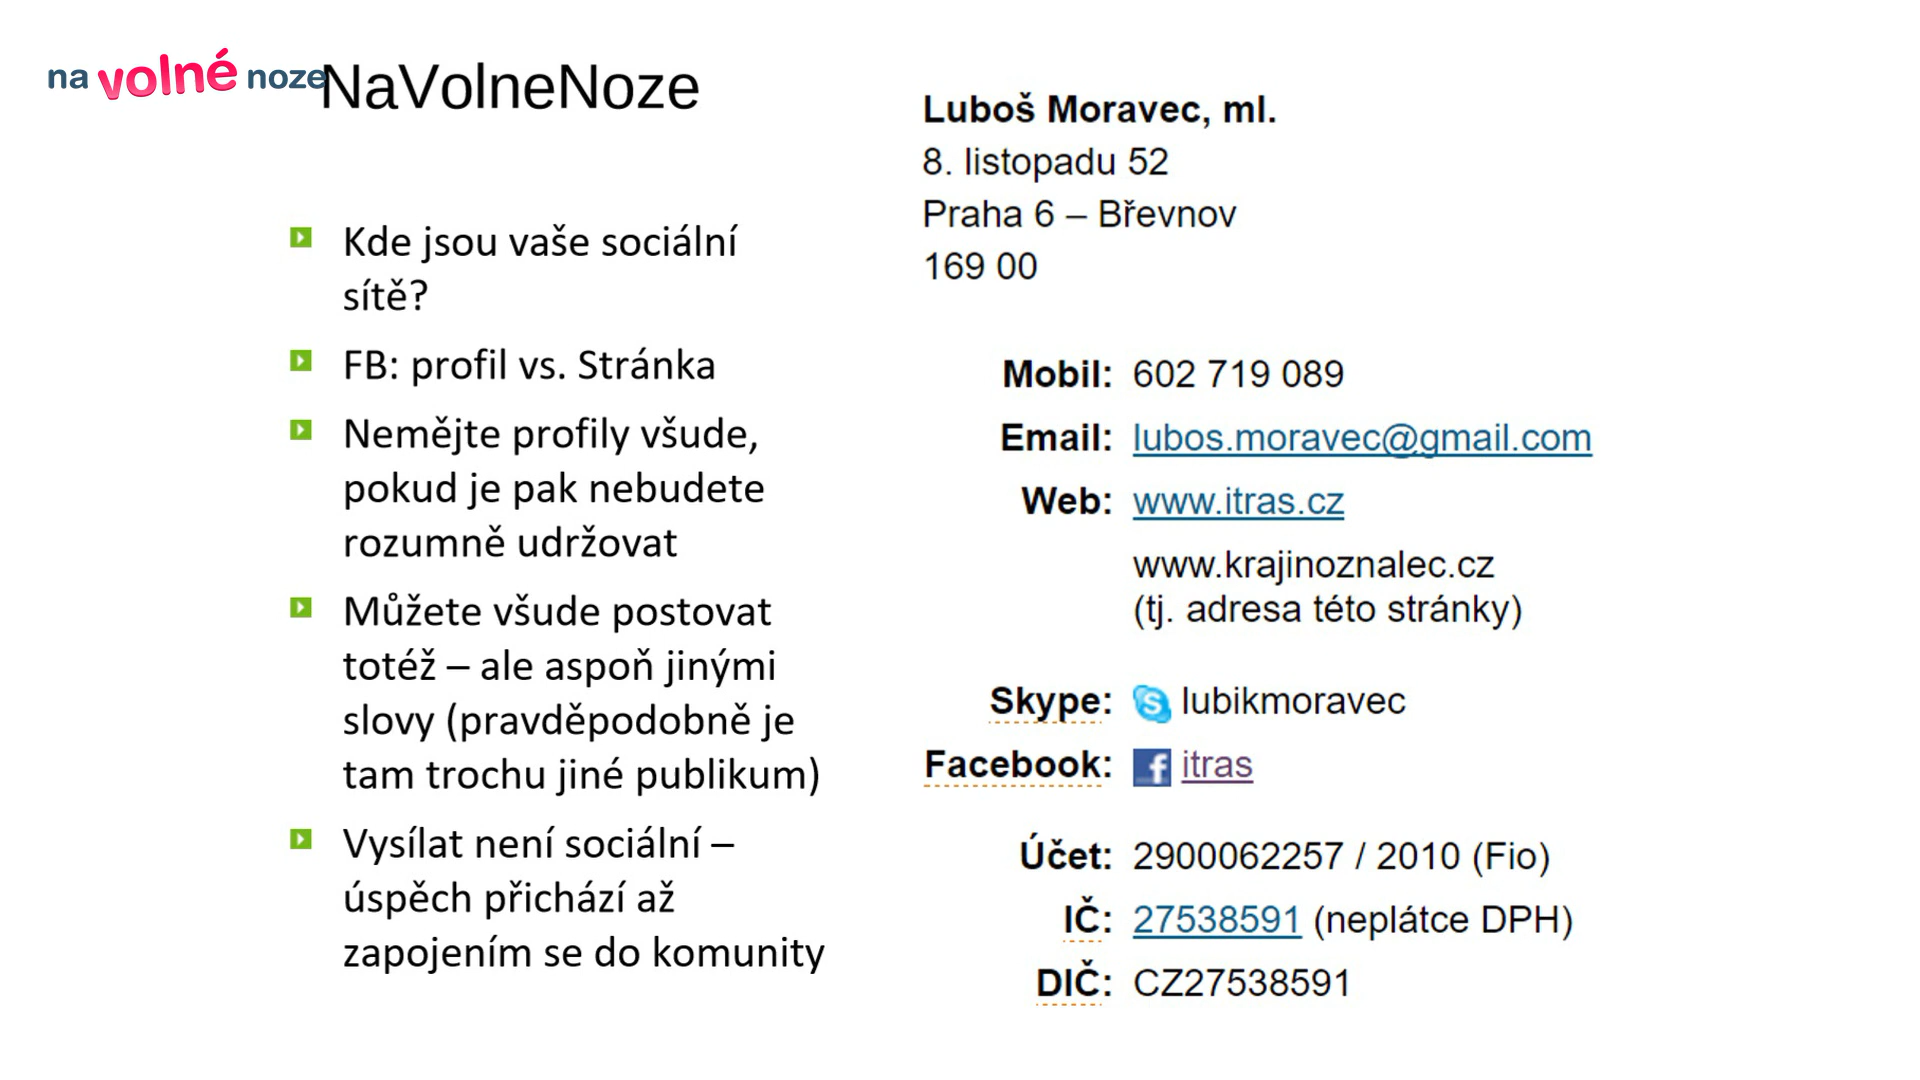 na volné noze
NaVolneNoze
Kde jsou vaše sociální
sítě?
FB: profil vs. Stránka
Nemějte profily všude,
pokud je pak nebudete
rozumně udržovat
Můžete všude postovat
totéž – ale aspoň jinými
slovy (pravděpodobně je
tam trochu jiné publikum)
Vysílat není sociální –
úspěch přichází až
zapojením se do komunity
Luboš Moravec, ml.
8. listopadu 52
Praha 6 – Břevnov
169 00
Mobil: 602 719 089
Email: lubos.moravec@gmail.com
Web: www.itras.cz
www.krajinoznalec.cz
(tj. adresa této stránky)
Skype: lubikmoravec
Facebook: itras
Účet: 2900062257 / 2010 (Fio)
IČ: 27538591 (neplátce DPH)
DIČ: CZ27538591